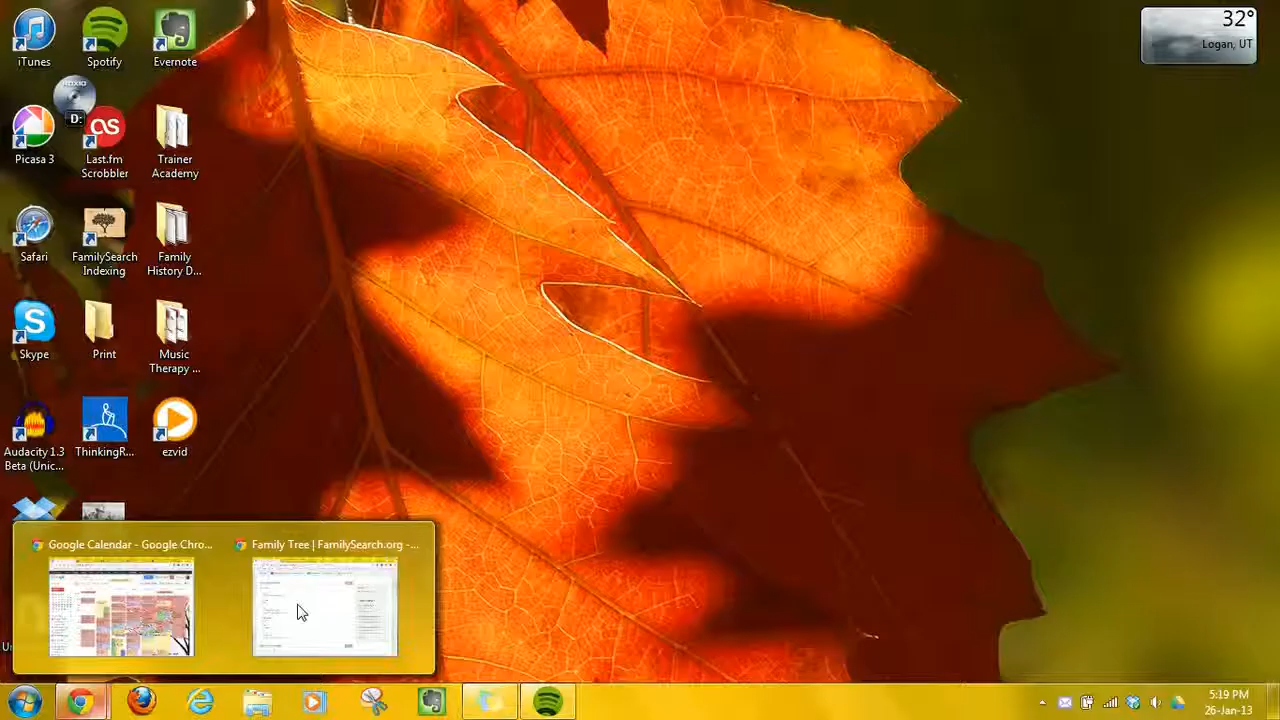 iTunes
Spotify
Evernote
32°
Logan, UT
ROXIO
D:
Picasa 3
Last.fm
Scrobbler
Trainer
Academy
Safari
FamilySearch
Indexing
Family
History D...
Skype
Print
Music
Therapy ...
Audacity 1.3
Beta (Unic...
ThinkingR...
ezvid
Google Calendar - Google Chro...
Family Tree | FamilySearch.org -...
5:19 PM
26-Jan-13